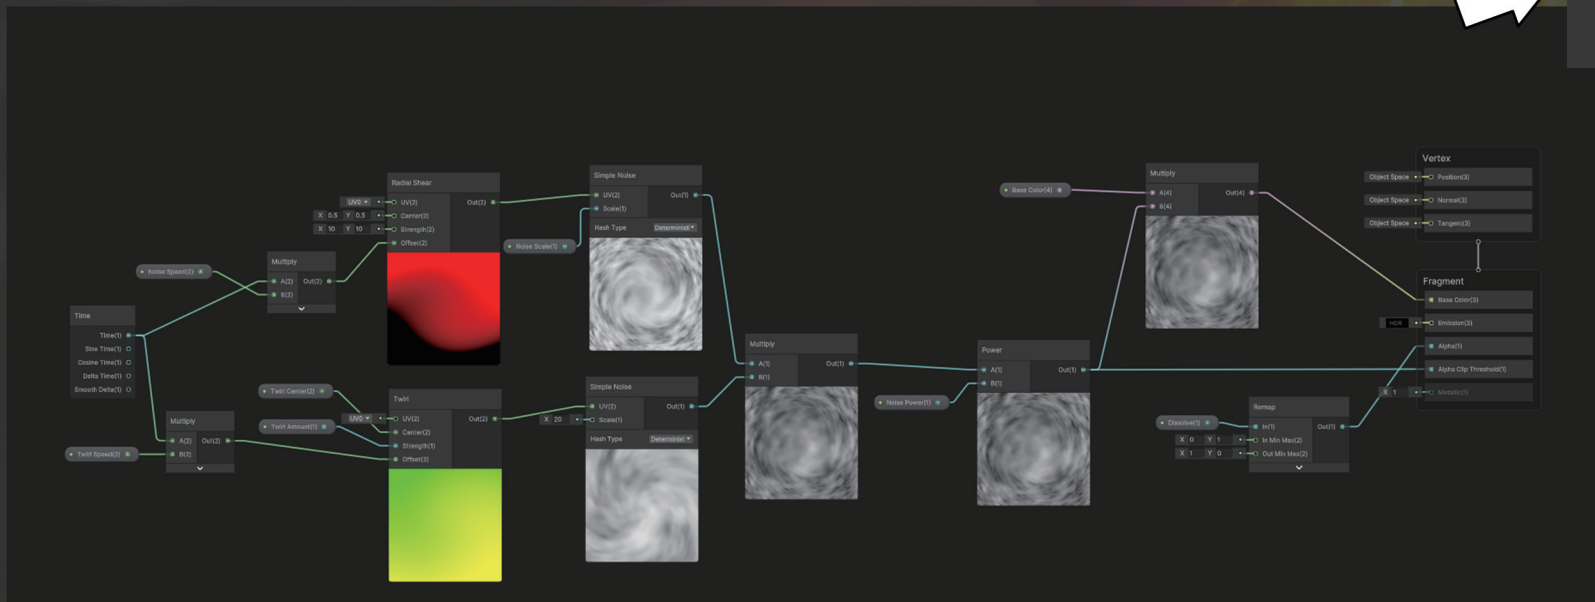 Time
Time(1)
Sine Time(1)
Cosine Time(1)
Delta Time(1)
Smooth Delta(1)
Noise Speed(2)
Multiply
A(2) Out(2)
B(2)
Twirl Speed(2)
Multiply
A(2) Out(2)
B(2)
Radial Shear
UV0 UV(2) Out(2)
X 0.5 Y 0.5 Center(2)
X 10 Y 10 Strength(2)
Offset(2)
Twirl Center(2)
Twirl Amount(1)
Twirl
UV0 UV(2) Out(2)
Center(2)
Strength(1)
Offset(2)
Noise Scale(1)
Simple Noise
UV(2) Out(1)
Scale(1)
Hash Type Determinist
Simple Noise
UV(2) Out(1)
X 20 Scale(1)
Hash Type Determinist
Multiply
A(1) Out(1)
B(1)
Noise Power(1)
Power
A(1) Out(1)
B(1)
Base Color(4)
Multiply
A(4) Out(4)
B(4)
Dissolve(1)
Remap
In(1) Out(1)
X 0 Y 1 In Min Max(2)
X 1 Y 0 Out Min Max(2)
Vertex
Object Space Position(3)
Object Space Normal(3)
Object Space Tangent(3)
Fragment
Base Color(3)
HDR Emission(3)
Alpha(1)
Alpha Clip Threshold(1)
X 1 Metallic(1)